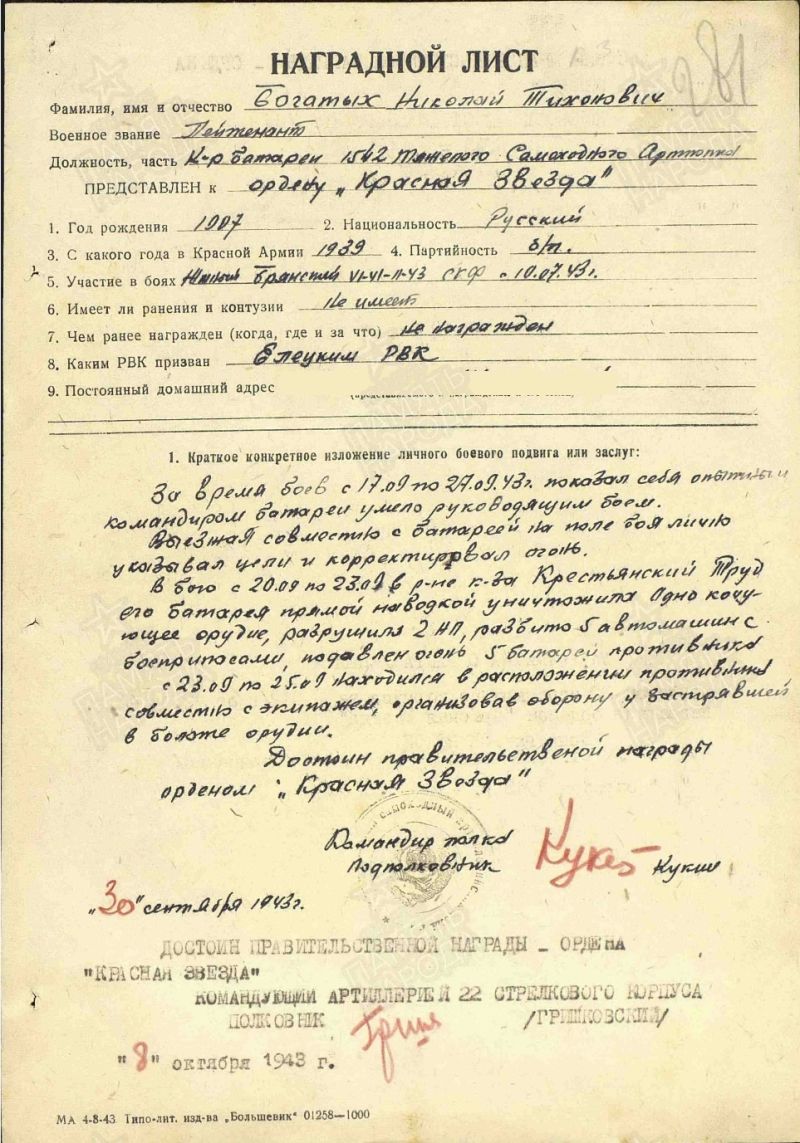 281
НАГРАДНОЙ ЛИСТ
Фамилия, имя и отчество Богатых Николай Тихонович
Военное звание Лейтенант
Должность, часть К-р батареи 1542 тяжелого Самоходного Артполка
ПРЕДСТАВЛЕН к ордену „Красная Звезда"
1. Год рождения 1907 2. Национальность Русский
3. С какого года в Красной Армии 1939 4. Партийность б/п.
5. Участие в боях Брянский СКФ с 10.07.43г.
6. Имеет ли ранения и контузии Не имеет
7. Чем ранее награжден (когда, где и за что) не награжден
8. Каким РВК призван Елецким РВК
9. Постоянный домашний адрес
1. Краткое конкретное изложение личного боевого подвига или заслуг:
За время боев с 17.09 по 27.09.43г. показал себя опытным
командиром батареи умело руководящим боем.
Выезжая совместно с батареей на поле боя лично
указывал цели и корректировал огонь.
В бою с 20.09 по 23.09 в р-не к-за Крестьянский Труд
его батарея прямой наводкой уничтожила одно кочу-
ющее орудие, разрушила 2 НП, разбито 5 автомашин с
боеприпасами, подавлен огонь 5 батарей противника
с 23.09 по 25.09 находился в расположении противника
совместно с экипажем, организовав оборону у застрявшей
в болоте орудии.
Достоин правительственой награды
орденом „Красная Звезда"
Командир полка
Подполковник Кукин
„30" сентября 1943г.
ДОСТОИН ПРАВИТЕЛЬСТВЕННОЙ НАГРАДЫ - ОРДЕНА
"КРАСНАЯ ЗВЕЗДА"
КОМАНДУЮЩИЙ АРТИЛЛЕРИЕЙ 22 СТРЕЛКОВОГО КОРПУСА
ПОЛКОВНИК /ГРИШКОВСКИЙ/
"8" октября 1943 г.
МА 4-8-43 Типо-лит. изд-ва „Большевик" 01258—1000